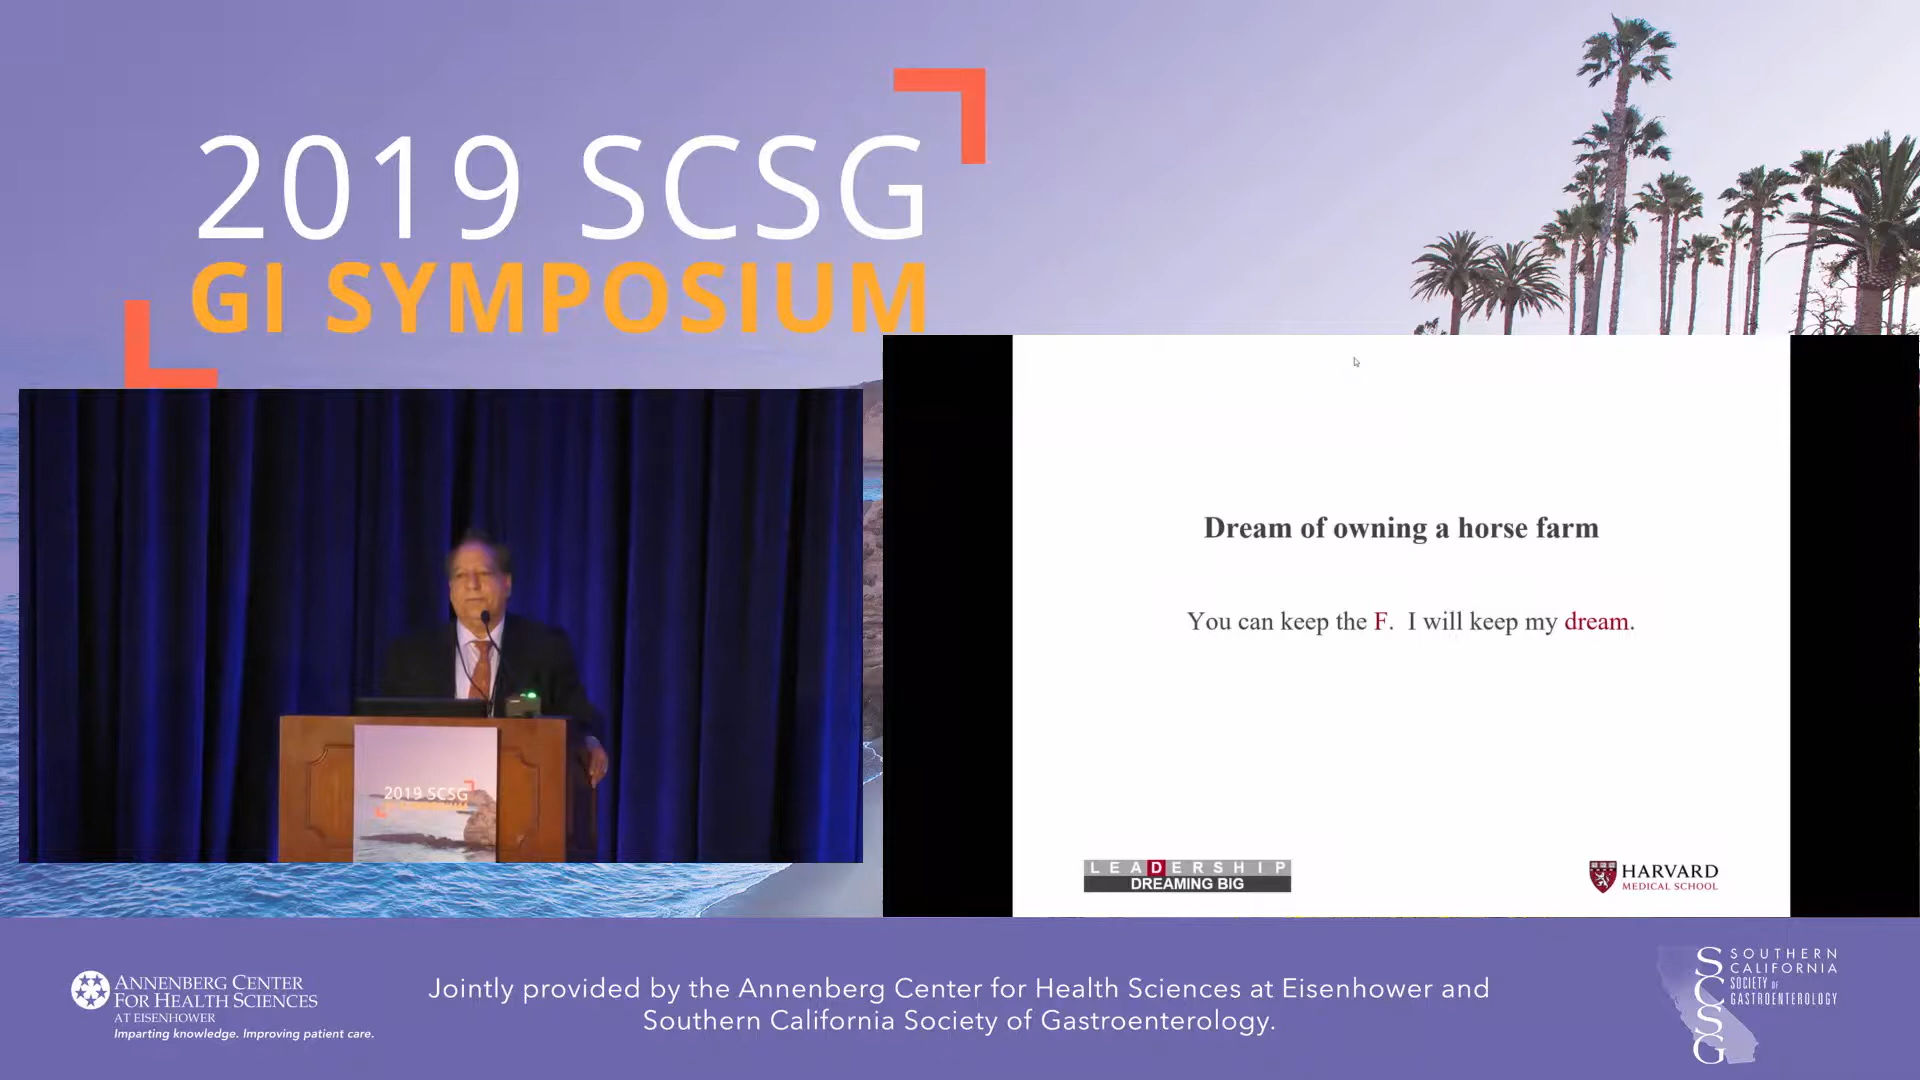 2019 SCSG
GI SYMPOSIUM
Dream of owning a horse farm
You can keep the F. I will keep my dream.
LEADERSHIP
DREAMING BIG
HARVARD
MEDICAL SCHOOL
2019 SCSG
ANNENBERG CENTER
FOR HEALTH SCIENCES
AT EISENHOWER
Imparting knowledge. Improving patient care.
Jointly provided by the Annenberg Center for Health Sciences at Eisenhower and
Southern California Society of Gastroenterology.
SCSG
SOUTHERN
CALIFORNIA
SOCIETY OF
GASTROENTEROLOGY